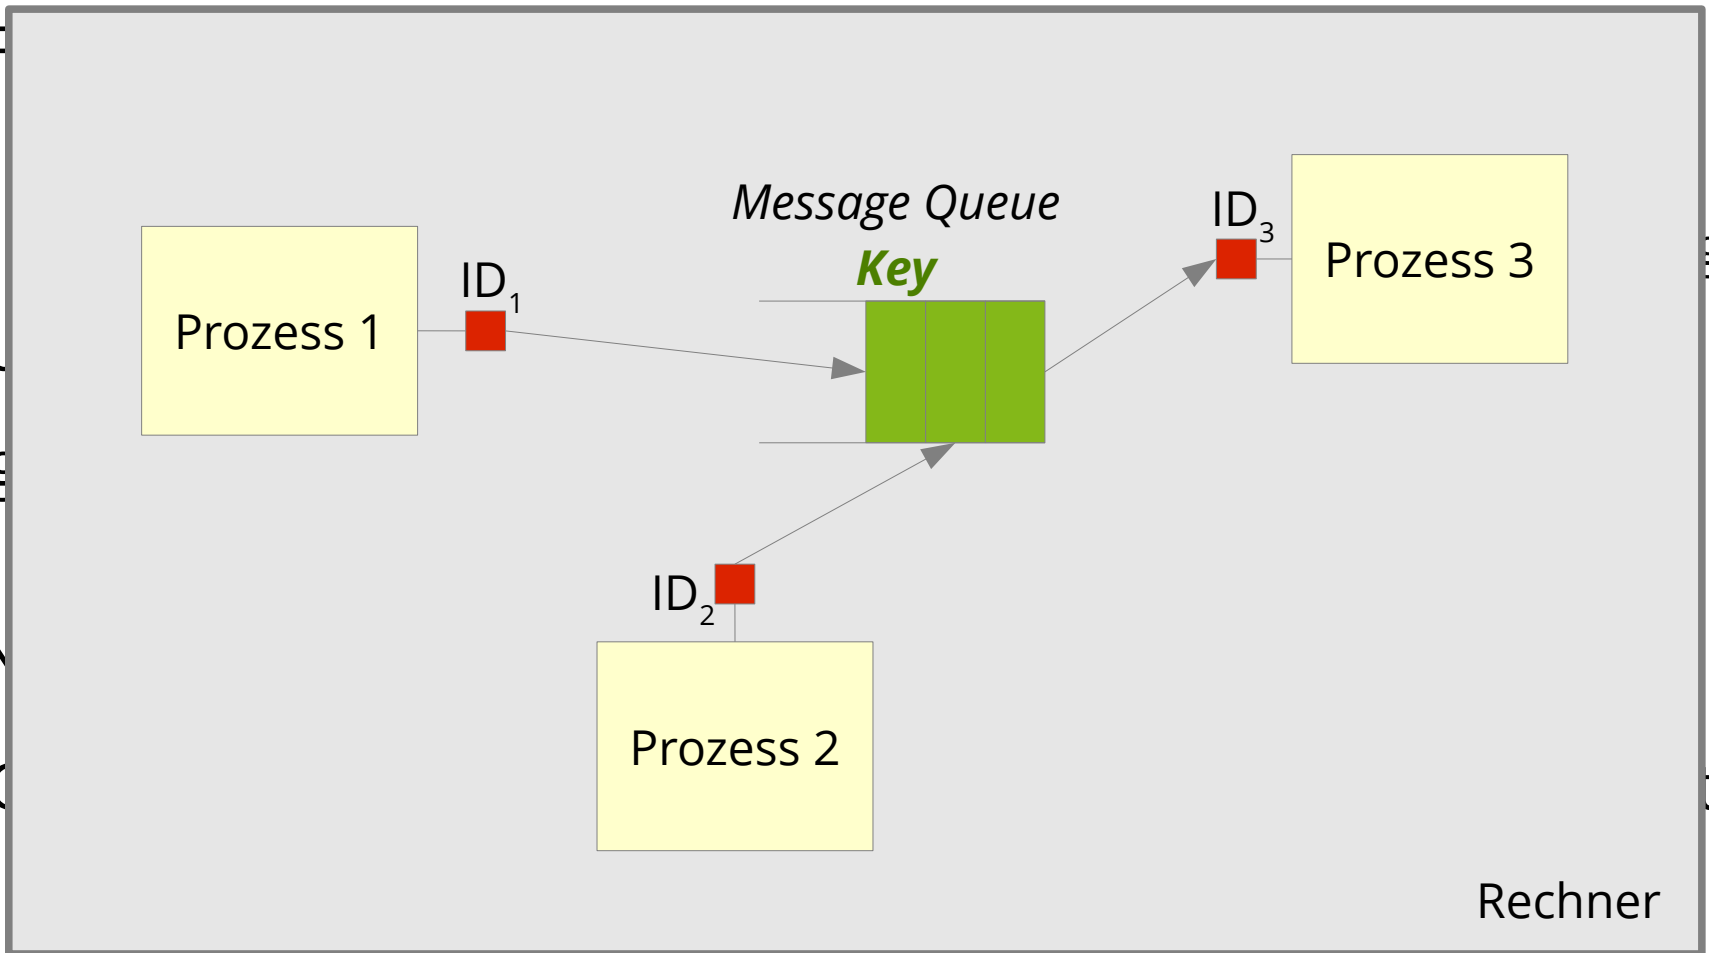 Message Queue
Key
ID₁
Prozess 1
ID₃
Prozess 3
ID₂
Prozess 2
Rechner